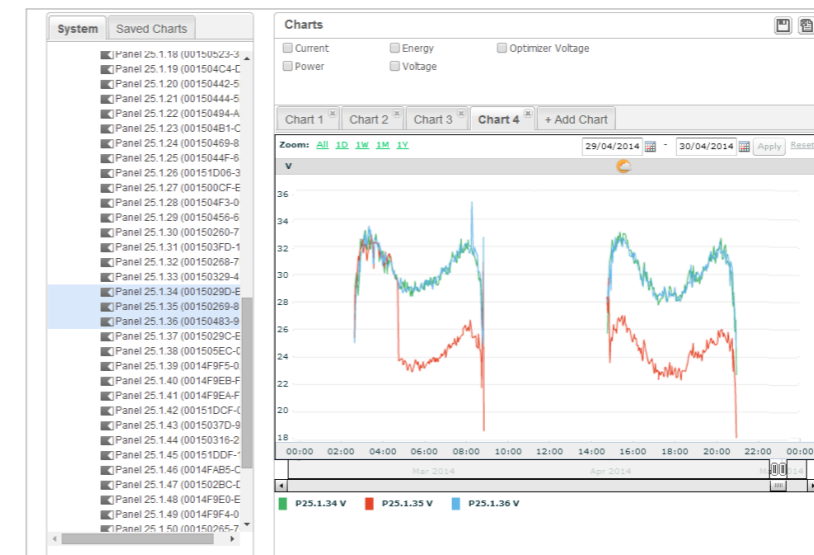 System
Saved Charts
Panel 25.1.18 (00150523-3
Panel 25.1.19 (001504C4-D
Panel 25.1.20 (00150442-5
Panel 25.1.21 (00150444-5
Panel 25.1.22 (00150494-A
Panel 25.1.23 (001504B1-C
Panel 25.1.24 (00150469-8
Panel 25.1.25 (0015044F-6
Panel 25.1.26 (00151D06-3
Panel 25.1.27 (001500CF-E
Panel 25.1.28 (001504F3-0
Panel 25.1.29 (00150456-6
Panel 25.1.30 (00150260-7
Panel 25.1.31 (001503FD-1
Panel 25.1.32 (00150268-7
Panel 25.1.33 (00150329-4
Panel 25.1.34 (0015029D-E
Panel 25.1.35 (00150269-8
Panel 25.1.36 (00150483-9
Panel 25.1.37 (0015029C-E
Panel 25.1.38 (001505EC-C
Panel 25.1.39 (0014F9F5-0
Panel 25.1.40 (0014F9EB-F
Panel 25.1.41 (0014F9EA-F
Panel 25.1.42 (00151DCF-0
Panel 25.1.43 (0015037D-9
Panel 25.1.44 (00150316-2
Panel 25.1.45 (00151DDF-1
Panel 25.1.46 (0014FAB5-C
Panel 25.1.47 (001502BC-D
Panel 25.1.48 (0014F9E0-E
Panel 25.1.49 (0014F9F4-0
Panel 25.1.50 (00150265-7
Charts
Current Energy Optimizer Voltage
Power Voltage
Chart 1 Chart 2 Chart 3 Chart 4 + Add Chart
Zoom: All 1D 1W 1M 1Y 29/04/2014 - 30/04/2014 Apply Reset
V
36
34
32
30
28
26
24
22
20
18
00:00 02:00 04:00 06:00 08:00 10:00 12:00 14:00 16:00 18:00 20:00 22:00 00:00
Mar 2014 Apr 2014
P25.1.34 V P25.1.35 V P25.1.36 V